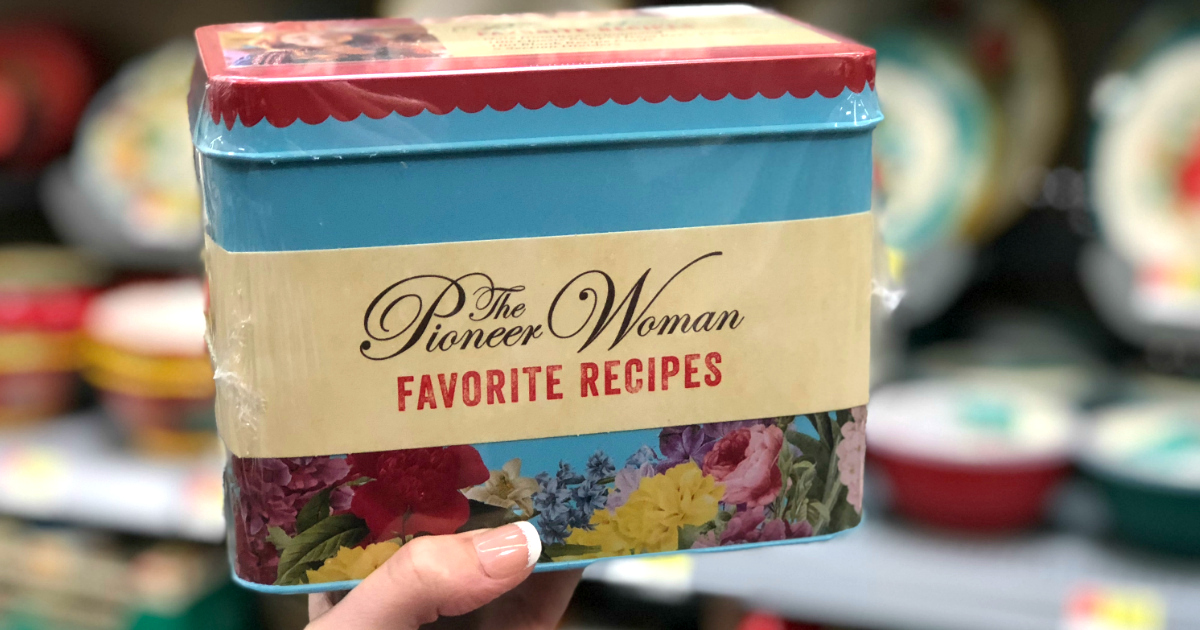 The
Pioneer Woman
FAVORITE RECIPES